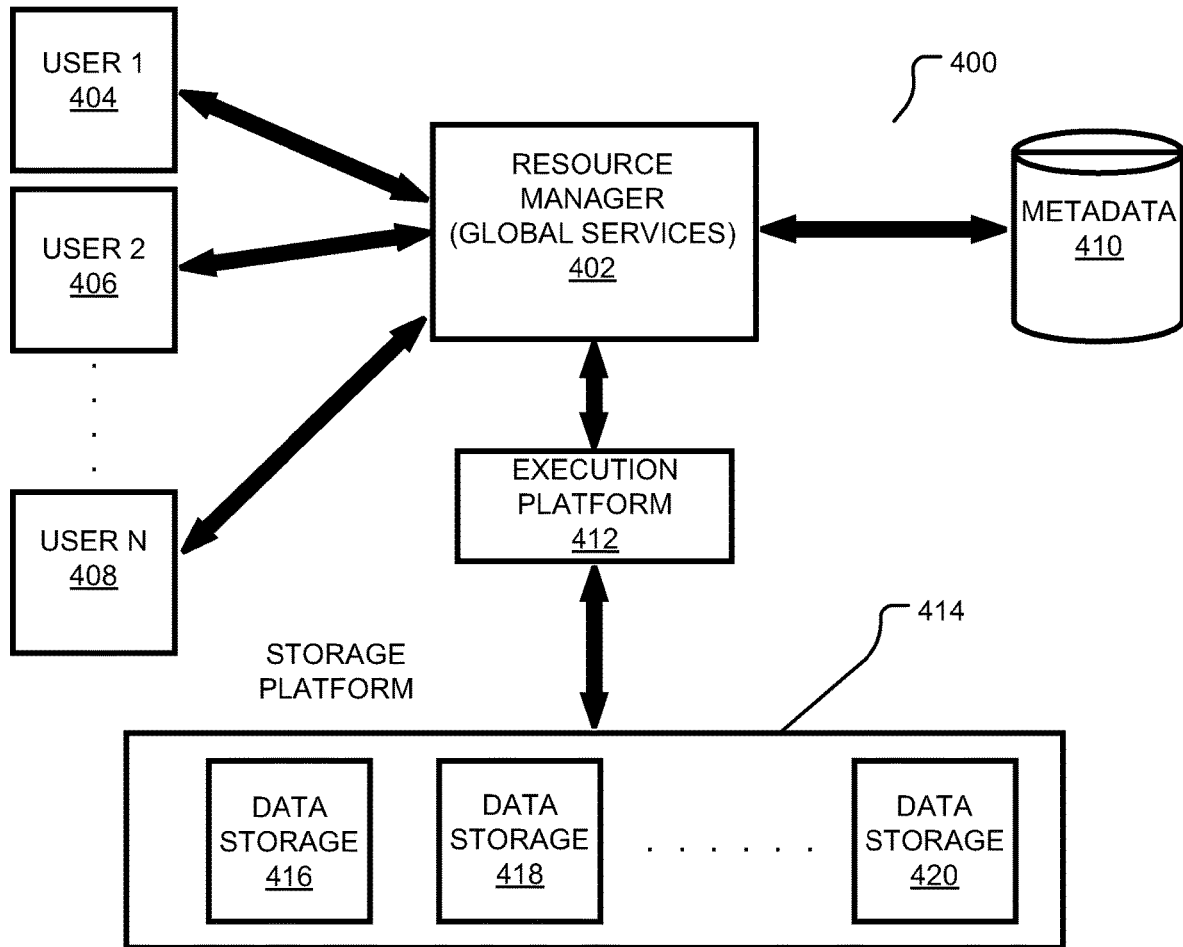 USER 1
404
USER 2
406
USER N
408
RESOURCE
MANAGER
(GLOBAL SERVICES)
402
400
METADATA
410
EXECUTION
PLATFORM
412
414
STORAGE
PLATFORM
DATA
STORAGE
416
DATA
STORAGE
418
. . . . . .
DATA
STORAGE
420